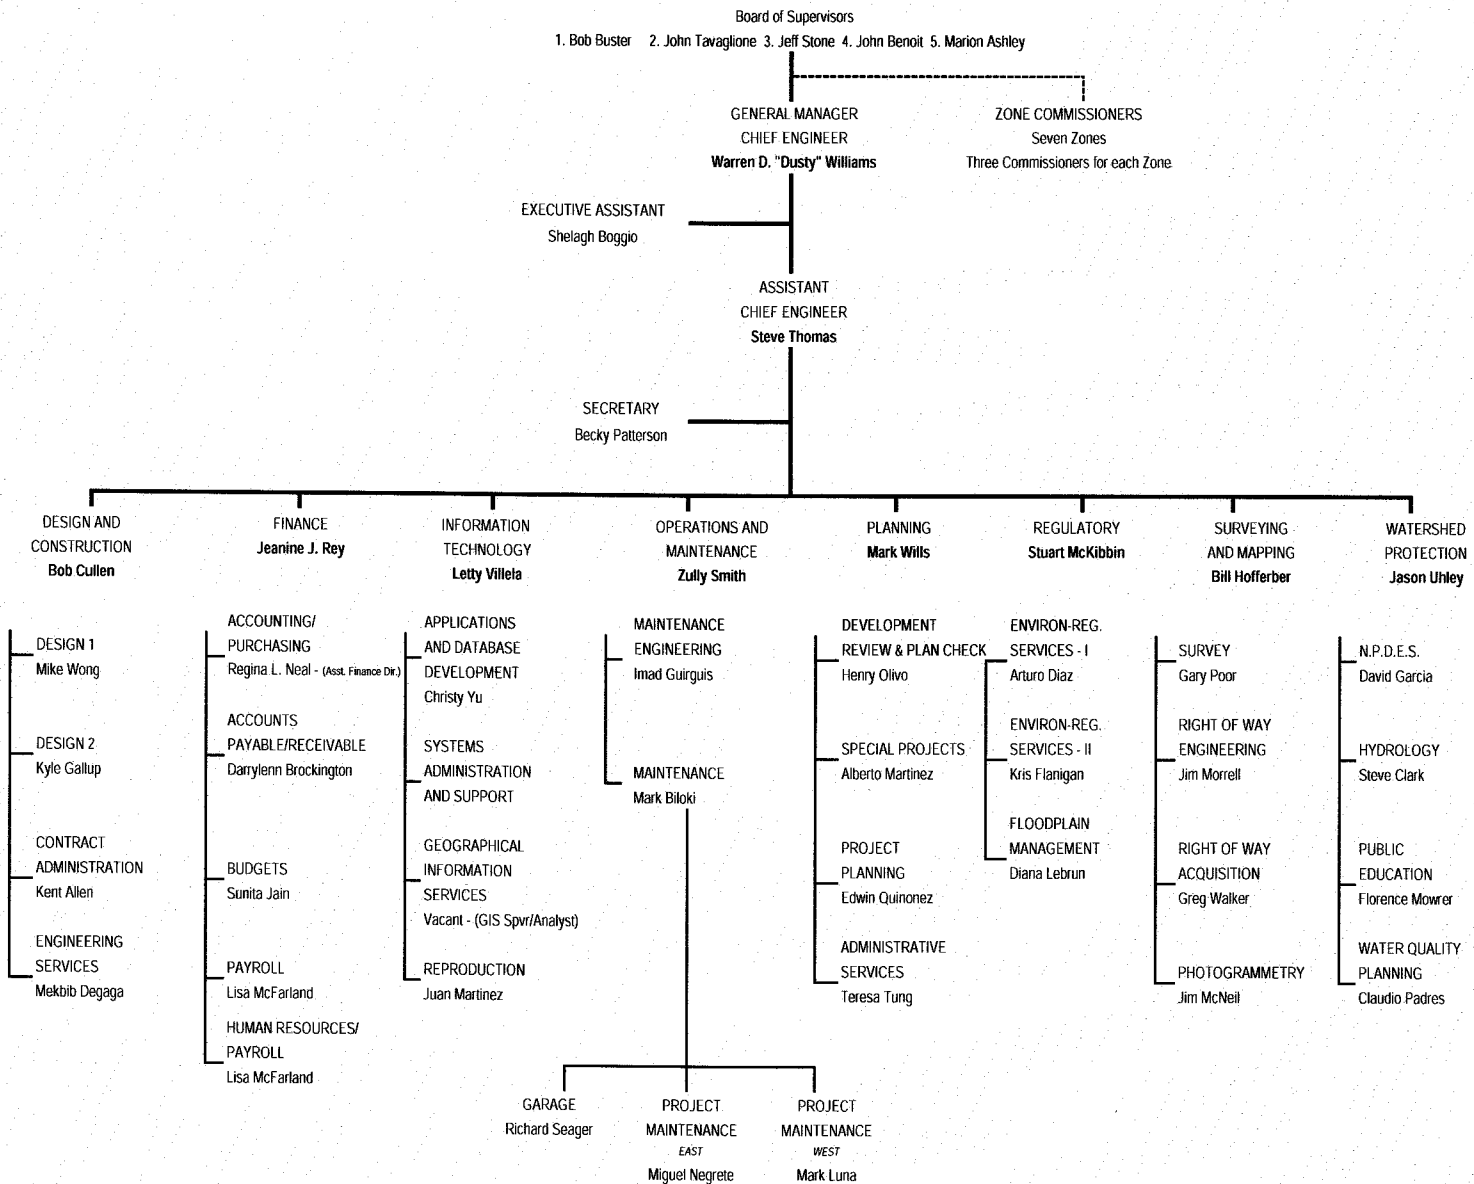 Board of Supervisors
1. Bob Buster 2. John Tavaglione 3. Jeff Stone 4. John Benoit 5. Marion Ashley
GENERAL MANAGER
CHIEF ENGINEER
Warren D. "Dusty" Williams
ZONE COMMISSIONERS
Seven Zones
Three Commissioners for each Zone
EXECUTIVE ASSISTANT
Shelagh Boggio
ASSISTANT
CHIEF ENGINEER
Steve Thomas
SECRETARY
Becky Patterson
DESIGN AND
CONSTRUCTION
Bob Cullen
DESIGN 1
Mike Wong
DESIGN 2
Kyle Gallup
CONTRACT
ADMINISTRATION
Kent Allen
ENGINEERING
SERVICES
Mekbib Degaga
FINANCE
Jeanine J. Rey
ACCOUNTING/
PURCHASING
Regina L. Neal - (Asst. Finance Dir.)
ACCOUNTS
PAYABLE/RECEIVABLE
Darrylenn Brockington
BUDGETS
Sunita Jain
PAYROLL
Lisa McFarland
HUMAN RESOURCES/
PAYROLL
Lisa McFarland
INFORMATION
TECHNOLOGY
Letty Villela
APPLICATIONS
AND DATABASE
DEVELOPMENT
Christy Yu
SYSTEMS
ADMINISTRATION
AND SUPPORT
GEOGRAPHICAL
INFORMATION
SERVICES
Vacant - (GIS Spvr/Analyst)
REPRODUCTION
Juan Martinez
OPERATIONS AND
MAINTENANCE
Zully Smith
MAINTENANCE
ENGINEERING
Imad Guirguis
MAINTENANCE
Mark Biloki
GARAGE
Richard Seager
PROJECT
MAINTENANCE
EAST
Miguel Negrete
PROJECT
MAINTENANCE
WEST
Mark Luna
PLANNING
Mark Wills
DEVELOPMENT
REVIEW & PLAN CHECK
Henry Olivo
SPECIAL PROJECTS
Alberto Martinez
PROJECT
PLANNING
Edwin Quinonez
ADMINISTRATIVE
SERVICES
Teresa Tung
REGULATORY
Stuart McKibbin
ENVIRON-REG.
SERVICES - I
Arturo Diaz
ENVIRON-REG.
SERVICES - II
Kris Flanigan
FLOODPLAIN
MANAGEMENT
Diana Lebrun
SURVEYING
AND MAPPING
Bill Hofferber
SURVEY
Gary Poor
RIGHT OF WAY
ENGINEERING
Jim Morrell
RIGHT OF WAY
ACQUISITION
Greg Walker
PHOTOGRAMMETRY
Jim McNeil
WATERSHED
PROTECTION
Jason Uhley
N.P.D.E.S.
David Garcia
HYDROLOGY
Steve Clark
PUBLIC
EDUCATION
Florence Mowrer
WATER QUALITY
PLANNING
Claudio Padres